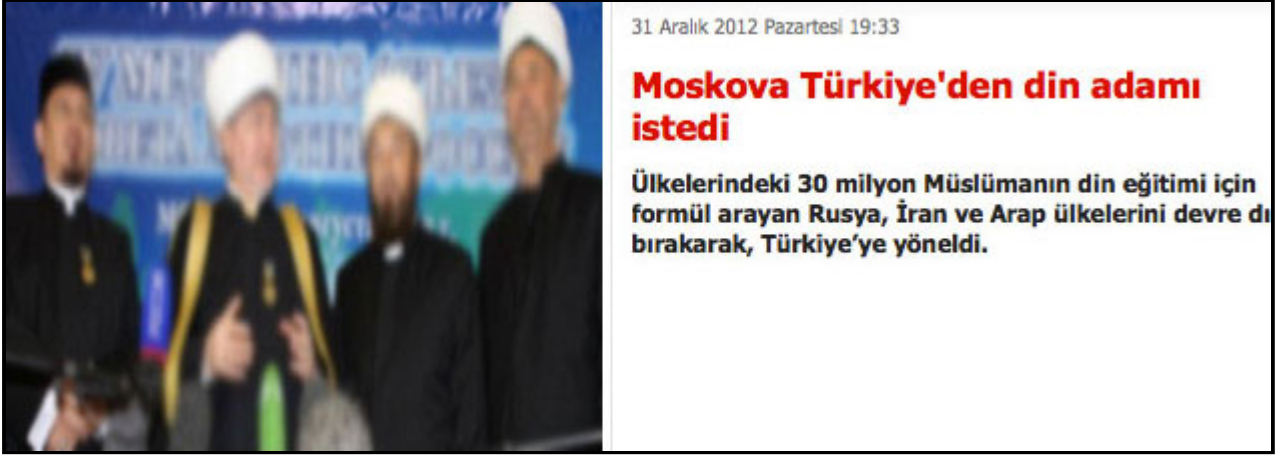 31 Aralık 2012 Pazartesi 19:33
Moskova Türkiye'den din adamı
istedi
Ülkelerindeki 30 milyon Müslümanın din eğitimi için
formül arayan Rusya, İran ve Arap ülkelerini devre dı
bırakarak, Türkiye’ye yöneldi.